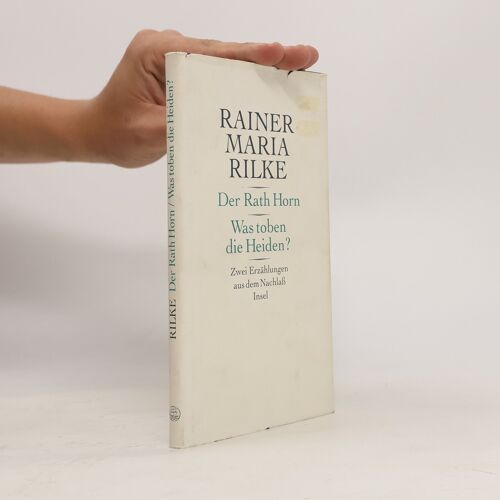 RAINER
MARIA
RILKE
Der Rath Horn
Was toben
die Heiden?
Zwei Erzählungen
aus dem Nachlaß
Insel
RILKE Der Rath Horn / Was toben die Heiden?